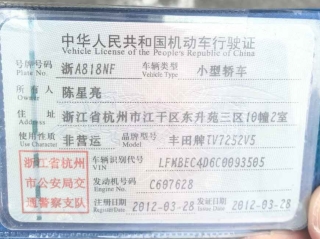 中华人民共和国机动车行驶证
Vehicle License of the People's Republic of China
号牌号码 浙A818NF 车辆类型 小型轿车
Plate No. Vehicle Type
所有人 陈星亮
Owner
住址 浙江省杭州市江干区东升苑三区10幢2室
Address
使用性质 非营运 品牌型号 丰田牌TV7252V5
Use Character
浙江省杭州
市公安局交
通警察支队
车辆识别代号 LFMBEC4D6C0093505
VIN
发动机号码 C607628
Engine No.
注册日期 2012-03-28 发证日期 2012-03-28
Register Date Issue Date